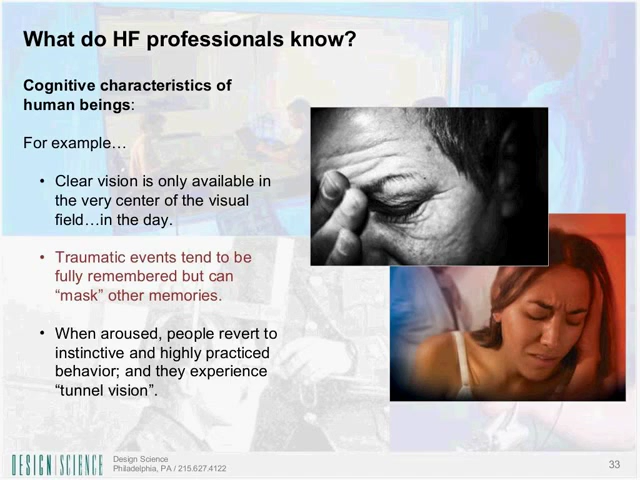 What do HF professionals know?
Cognitive characteristics of
human beings:
For example…
• Clear vision is only available in
the very center of the visual
field…in the day.
• Traumatic events tend to be
fully remembered but can
“mask” other memories.
• When aroused, people revert to
instinctive and highly practiced
behavior; and they experience
“tunnel vision”.
DESIGN|SCIENCE
Design Science
Philadelphia, PA / 215.627.4122
33